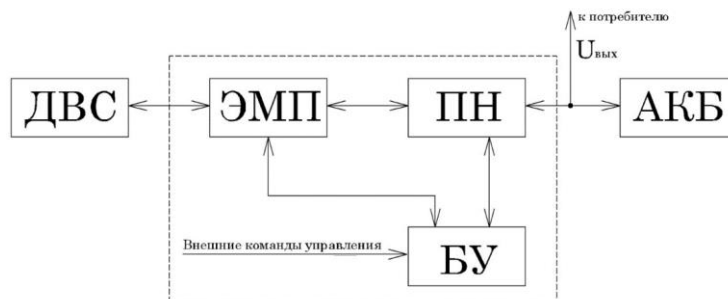 к потребителю
Uвых
ДВС
ЭМП
ПН
АКБ
Внешние команды управления
БУ